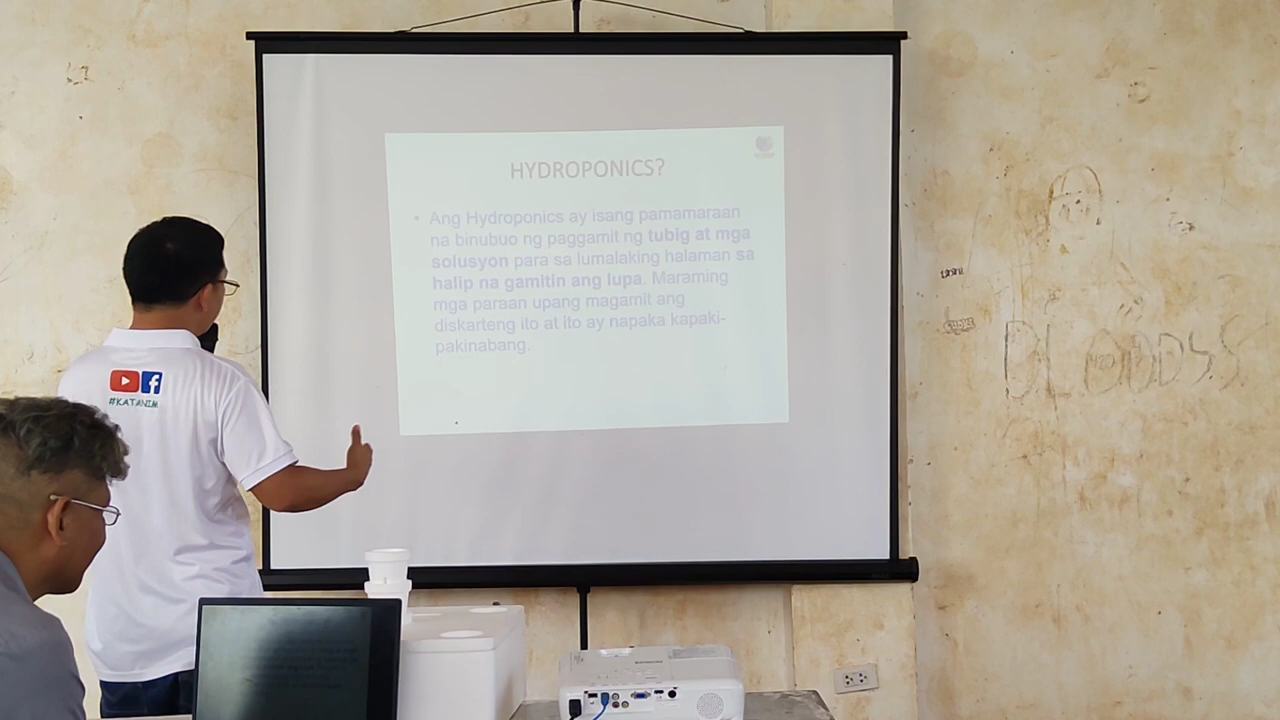 HYDROPONICS?
• Ang Hydroponics ay isang pamamaraan
na binubuo ng paggamit ng tubig at mga
solusyon para sa lumalaking halaman sa
halip na gamitin ang lupa. Maraming
mga paraan upang magamit ang
diskarteng ito at ito ay napaka kapaki-
pakinabang.
#KATANIM
BLOODS